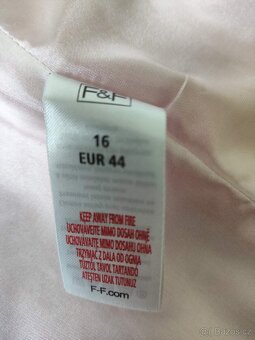 F&F
16
EUR 44
KEEP AWAY FROM FIRE
UCHOVÁVEJTE MIMO DOSAH OHNĚ
UCHOVÁVAJTE MIMO DOSAHU OHŇA
TRZYMAĆ Z DALA OD OGNIA
TŰZTŐL TÁVOL TARTANDÓ
ATEŞTEN UZAK TUTUNUZ
F-F.com